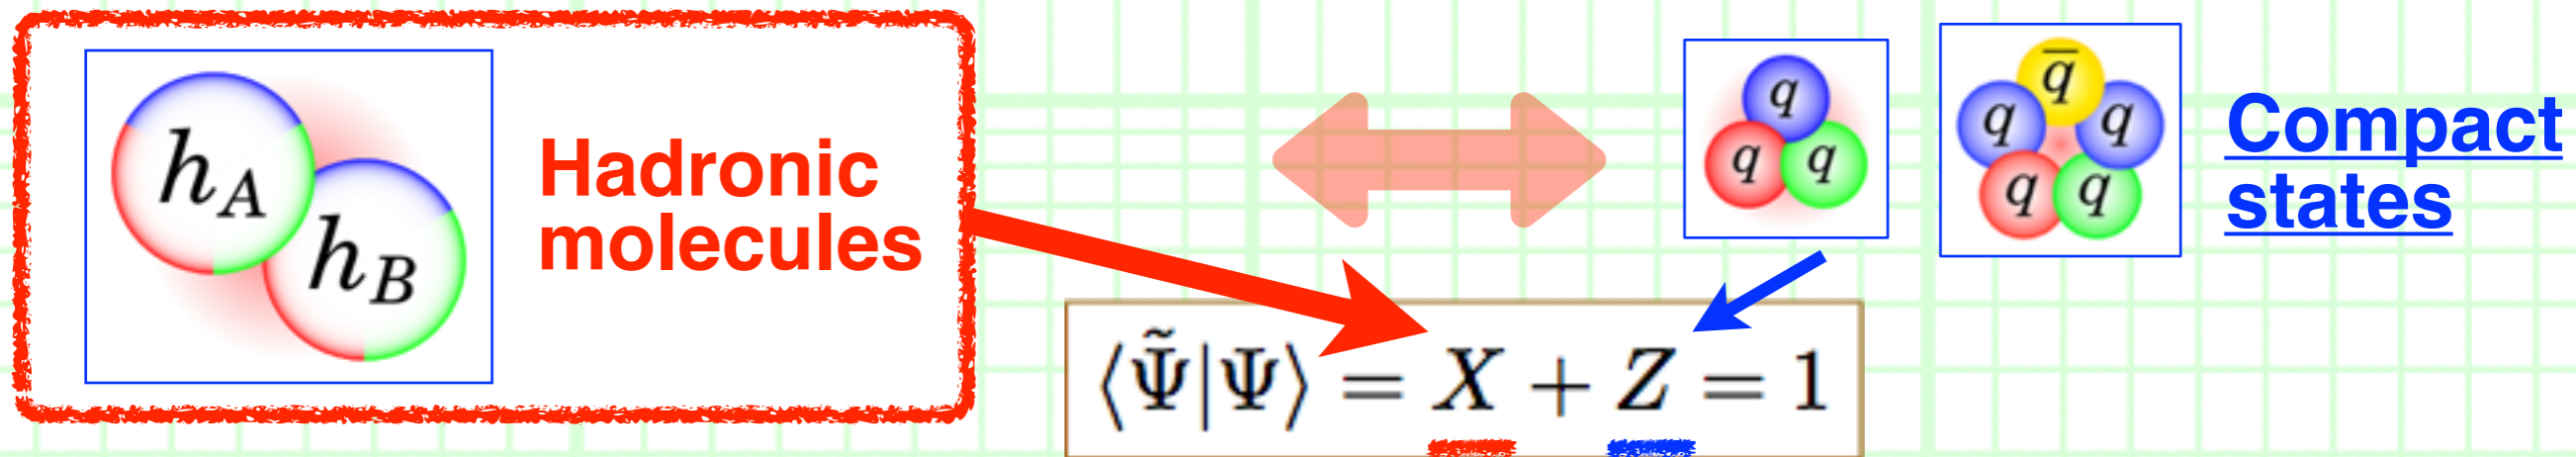 h_A
h_B
Hadronic
molecules
q
q q
q̄
q q
q q
Compact
states
⟨Ψ̃|Ψ⟩ = X + Z = 1